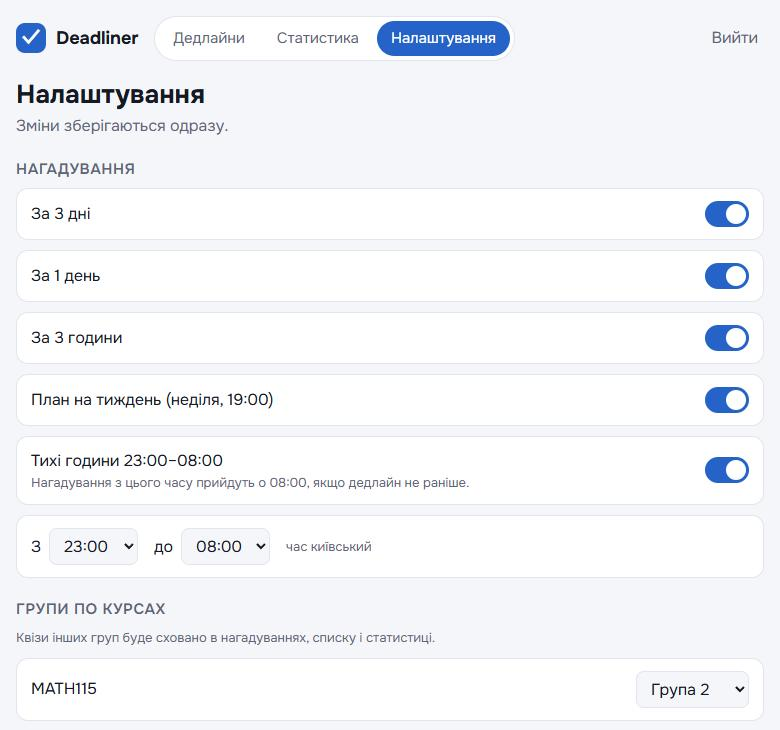 Deadliner
Дедлайни
Статистика
Налаштування
Вийти
Налаштування
Зміни зберігаються одразу.
НАГАДУВАННЯ
За 3 дні
За 1 день
За 3 години
План на тиждень (неділя, 19:00)
Тихі години 23:00–08:00
Нагадування з цього часу прийдуть о 08:00, якщо дедлайн не раніше.
З 23:00 до 08:00 час київський
ГРУПИ ПО КУРСАХ
Квізи інших груп буде сховано в нагадуваннях, списку і статистиці.
MATH115 Група 2